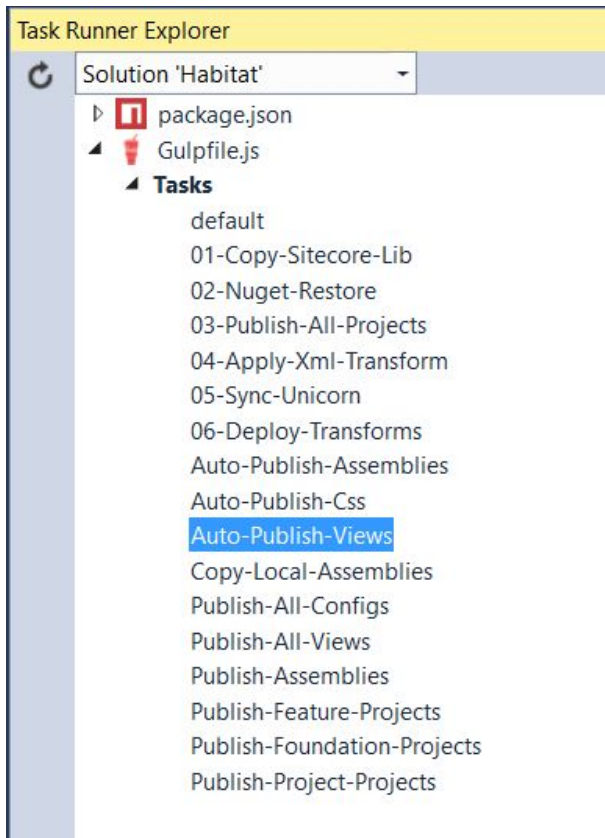 Task Runner Explorer
Solution 'Habitat'
package.json
Gulpfile.js
Tasks
default
01-Copy-Sitecore-Lib
02-Nuget-Restore
03-Publish-All-Projects
04-Apply-Xml-Transform
05-Sync-Unicorn
06-Deploy-Transforms
Auto-Publish-Assemblies
Auto-Publish-Css
Auto-Publish-Views
Copy-Local-Assemblies
Publish-All-Configs
Publish-All-Views
Publish-Assemblies
Publish-Feature-Projects
Publish-Foundation-Projects
Publish-Project-Projects